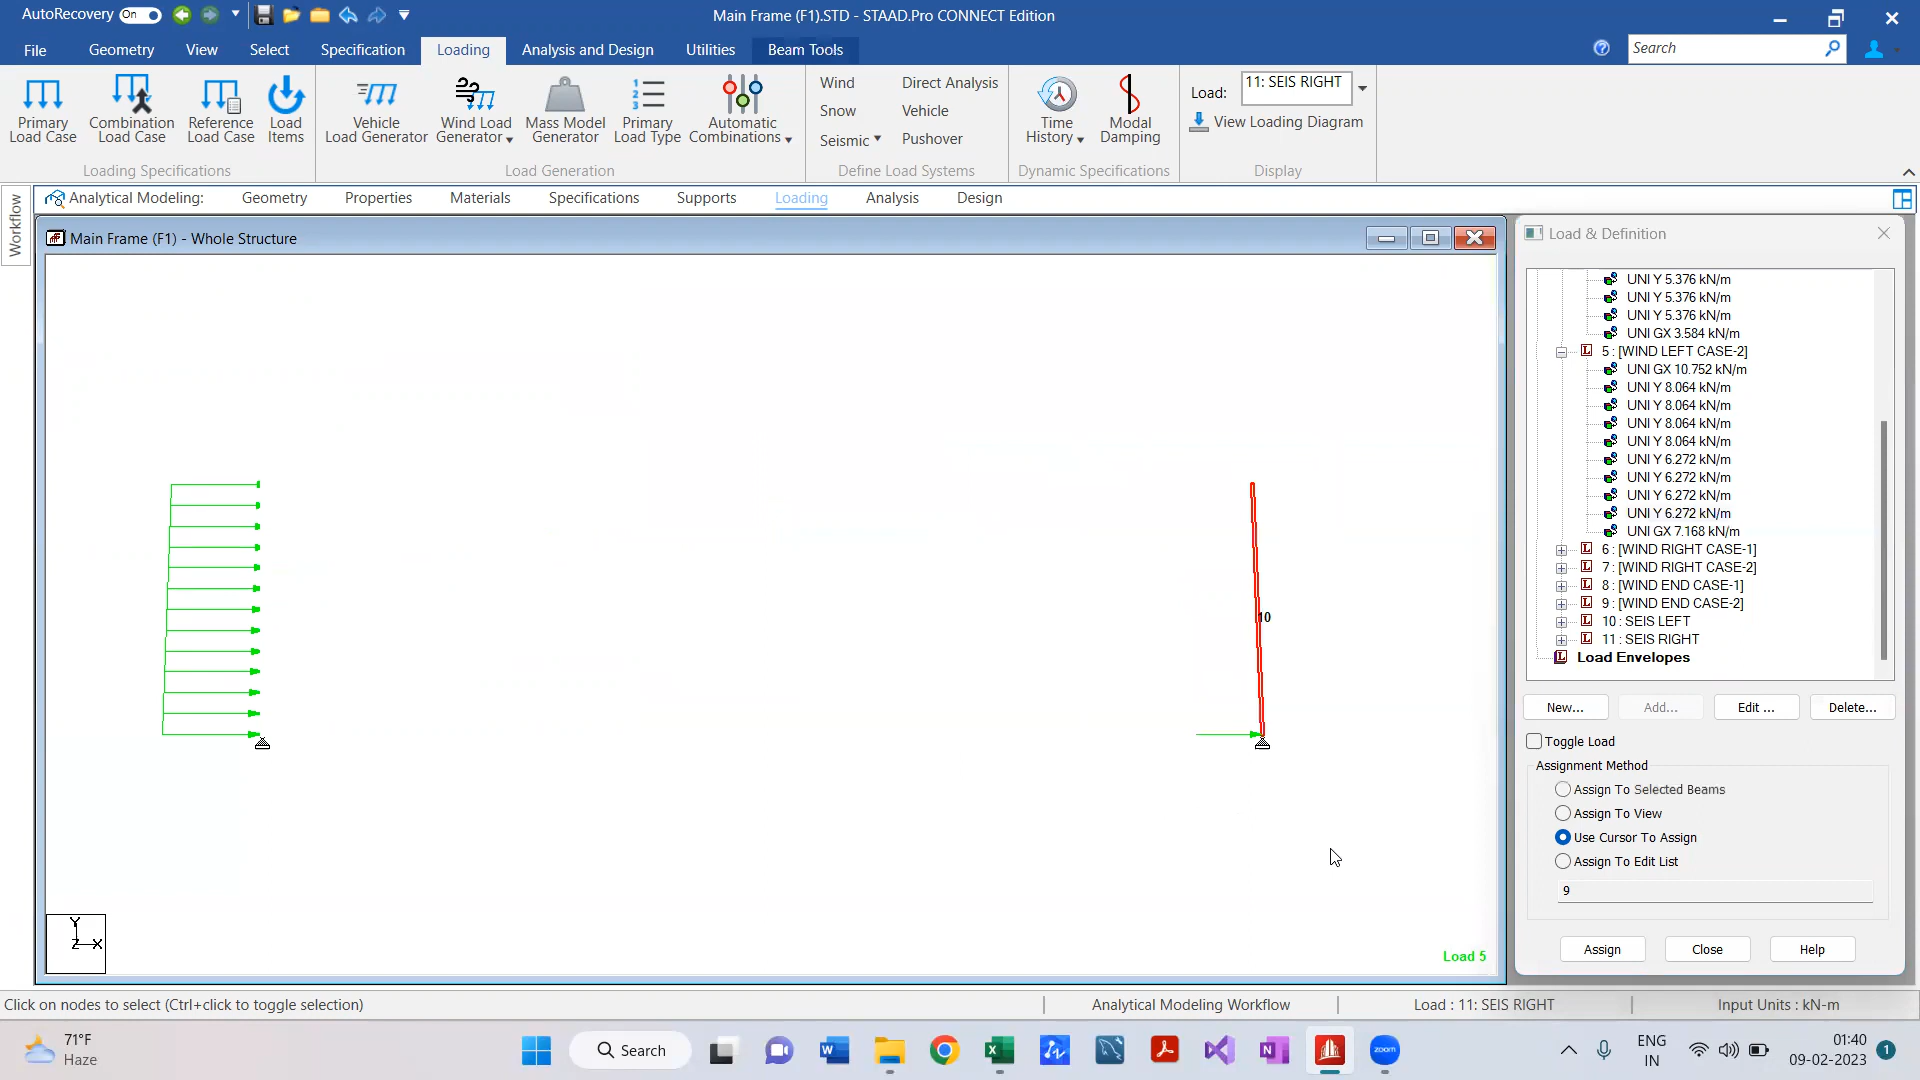 AutoRecovery On
Main Frame (F1).STD - STAAD.Pro CONNECT Edition
File Geometry View Select Specification Loading Analysis and Design Utilities Beam Tools
Search
Primary Load Case
Combination Load Case
Reference Load Case
Load Items
Loading Specifications
Vehicle Load Generator
Wind Load Generator
Mass Model Generator
Primary Load Type
Automatic Combinations
Load Generation
Wind
Snow
Seismic
Direct Analysis
Vehicle
Pushover
Define Load Systems
Time History
Modal Damping
Dynamic Specifications
Load: 11: SEIS RIGHT
View Loading Diagram
Display
Workflow
Analytical Modeling: Geometry Properties Materials Specifications Supports Loading Analysis Design
Main Frame (F1) - Whole Structure
10
Y
Z X
Load 5
Load & Definition
UNI Y 5.376 kN/m
UNI Y 5.376 kN/m
UNI Y 5.376 kN/m
UNI GX 3.584 kN/m
5 : [WIND LEFT CASE-2]
UNI GX 10.752 kN/m
UNI Y 8.064 kN/m
UNI Y 8.064 kN/m
UNI Y 8.064 kN/m
UNI Y 8.064 kN/m
UNI Y 6.272 kN/m
UNI Y 6.272 kN/m
UNI Y 6.272 kN/m
UNI Y 6.272 kN/m
UNI GX 7.168 kN/m
6 : [WIND RIGHT CASE-1]
7 : [WIND RIGHT CASE-2]
8 : [WIND END CASE-1]
9 : [WIND END CASE-2]
10 : SEIS LEFT
11 : SEIS RIGHT
Load Envelopes
New... Add... Edit ... Delete...
Toggle Load
Assignment Method
Assign To Selected Beams
Assign To View
Use Cursor To Assign
Assign To Edit List
9
Assign Close Help
Click on nodes to select (Ctrl+click to toggle selection)
Analytical Modeling Workflow
Load : 11: SEIS RIGHT
Input Units : kN-m
71°F
Haze
Search
zoom
ENG
IN
01:40
09-02-2023
1